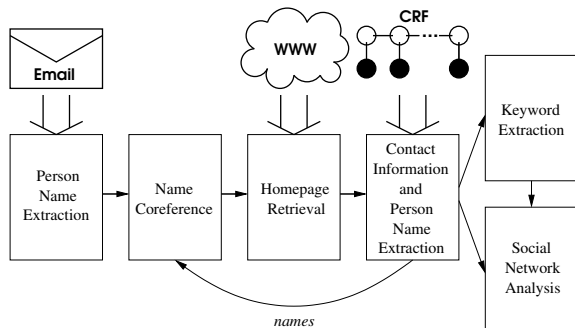 Email
WWW
CRF
Person
Name
Extraction
Name
Coreference
Homepage
Retrieval
Contact
Information
and
Person
Name
Extraction
Keyword
Extraction
Social
Network
Analysis
names